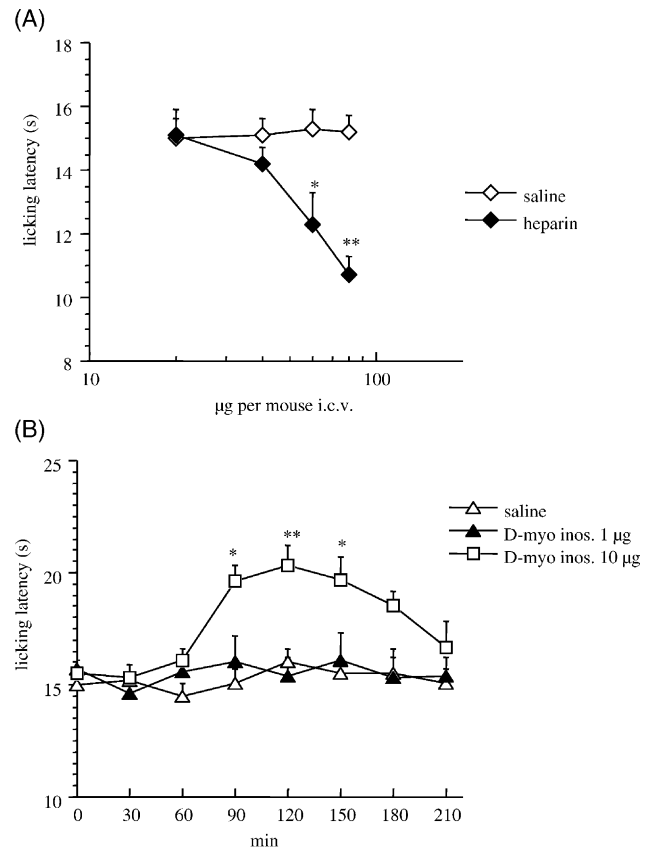 (A)
18
16
14
12
10
8
licking latency (s)
*
**
saline
heparin
10
100
µg per mouse i.c.v.
(B)
25
20
15
10
licking latency (s)
*
**
*
saline
D-myo inos. 1 µg
D-myo inos. 10 µg
0 30 60 90 120 150 180 210
min